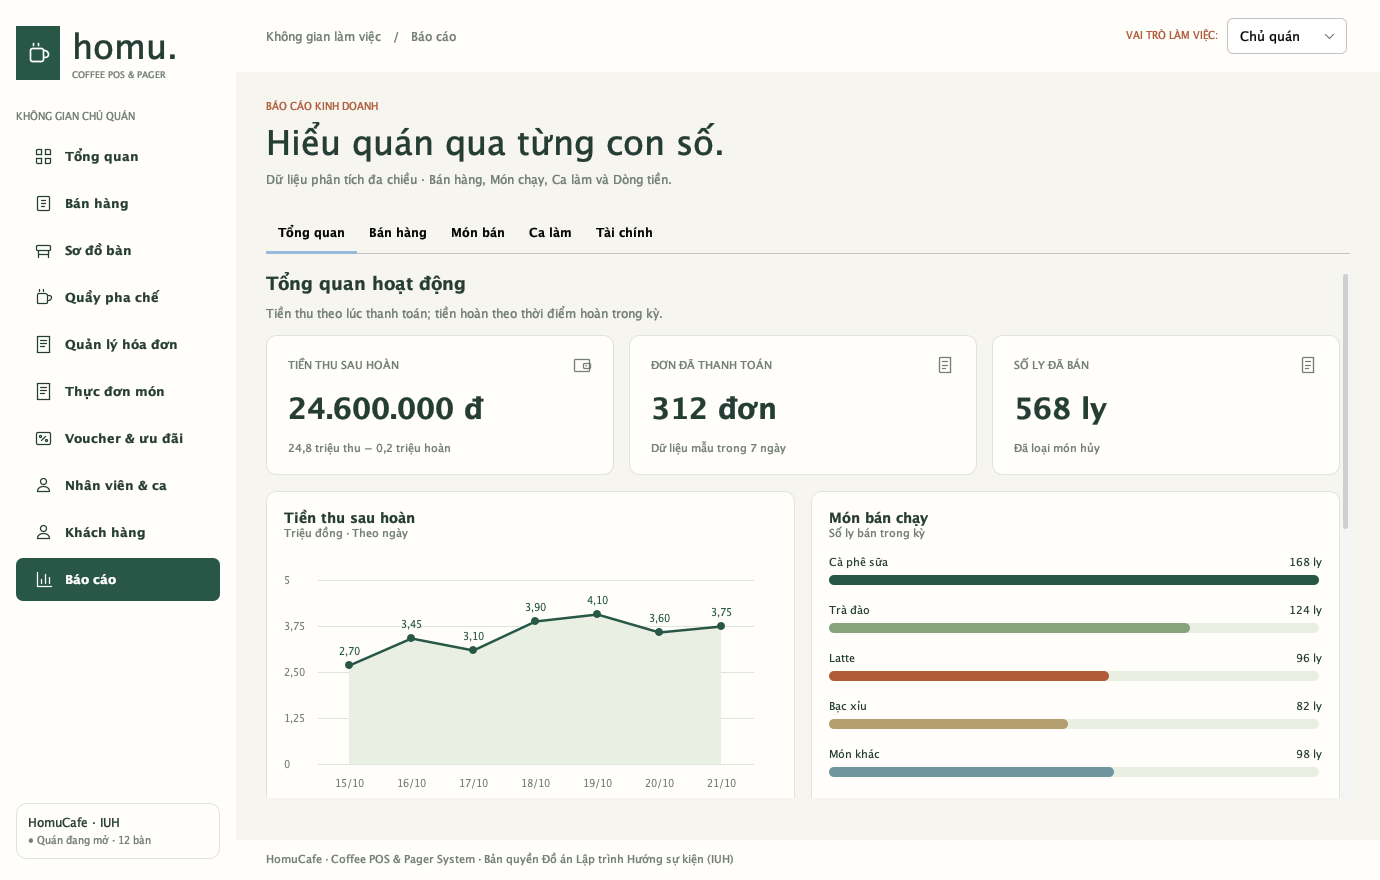 homu.
COFFEE POS & PAGER
KHÔNG GIAN CHỦ QUÁN
Tổng quan
Bán hàng
Sơ đồ bàn
Quầy pha chế
Quản lý hóa đơn
Thực đơn món
Voucher & ưu đãi
Nhân viên & ca
Khách hàng
Báo cáo
HomuCafe · IUH
• Quán đang mở · 12 bàn
Không gian làm việc / Báo cáo
VAI TRÒ LÀM VIỆC: Chủ quán
BÁO CÁO KINH DOANH
Hiểu quán qua từng con số.
Dữ liệu phân tích đa chiều · Bán hàng, Món chạy, Ca làm và Dòng tiền.
Tổng quan Bán hàng Món bán Ca làm Tài chính
Tổng quan hoạt động
Tiền thu theo lúc thanh toán; tiền hoàn theo thời điểm hoàn trong kỳ.
TIỀN THU SAU HOÀN
24.600.000 đ
24,8 triệu thu — 0,2 triệu hoàn
ĐƠN ĐÃ THANH TOÁN
312 đơn
Dữ liệu mẫu trong 7 ngày
SỐ LY ĐÃ BÁN
568 ly
Đã loại món hủy
Tiền thu sau hoàn
Triệu đồng · Theo ngày
5
3,75
2,50
1,25
0
2,70
3,45
3,10
3,90
4,10
3,60
3,75
15/10 16/10 17/10 18/10 19/10 20/10 21/10
Món bán chạy
Số ly bán trong kỳ
Cà phê sữa 168 ly
Trà đào 124 ly
Latte 96 ly
Bạc xỉu 82 ly
Món khác 98 ly
HomuCafe · Coffee POS & Pager System · Bản quyền Đồ án Lập trình Hướng sự kiện (IUH)